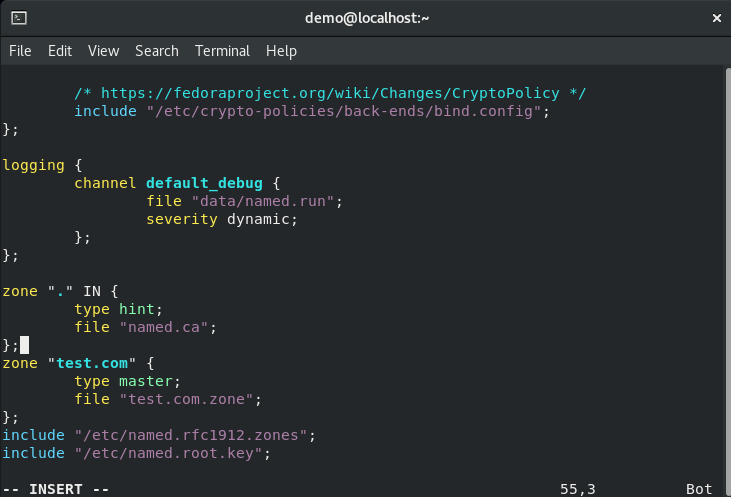 demo@localhost:~
File Edit View Search Terminal Help
/* https://fedoraproject.org/wiki/Changes/CryptoPolicy */
include "/etc/crypto-policies/back-ends/bind.config";
};
logging {
channel default_debug {
file "data/named.run";
severity dynamic;
};
};
zone "." IN {
type hint;
file "named.ca";
};
zone "test.com" {
type master;
file "test.com.zone";
};
include "/etc/named.rfc1912.zones";
include "/etc/named.root.key";
-- INSERT -- 55,3 Bot